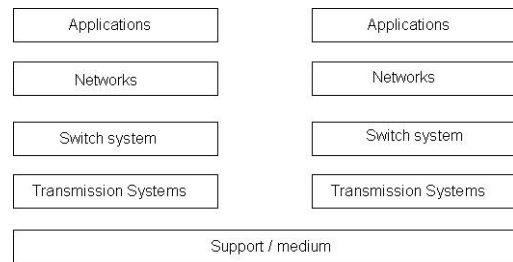 Applications
Applications
Networks
Networks
Switch system
Switch system
Transmission Systems
Transmission Systems
Support / medium